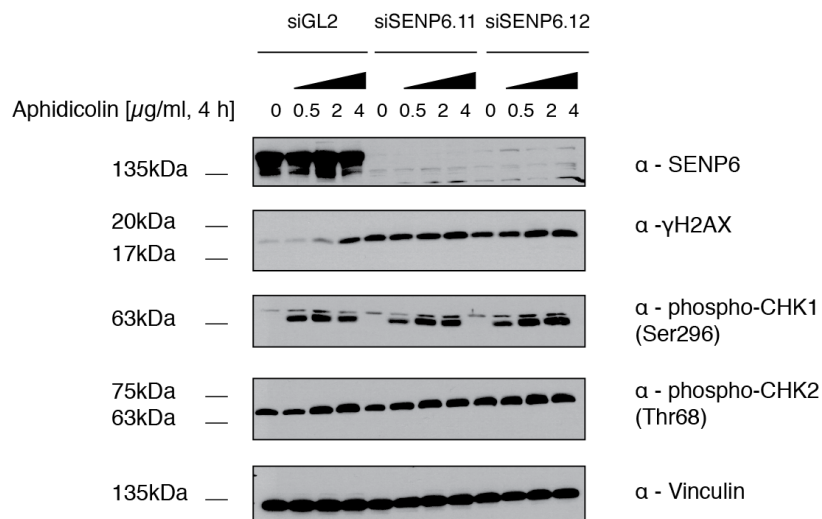 siGL2 siSENP6.11 siSENP6.12
Aphidicolin [µg/ml, 4 h] 0 0.5 2 4 0 0.5 2 4 0 0.5 2 4
135kDa α - SENP6
20kDa α -γH2AX
17kDa
63kDa α - phospho-CHK1
(Ser296)
75kDa α - phospho-CHK2
63kDa (Thr68)
135kDa α - Vinculin